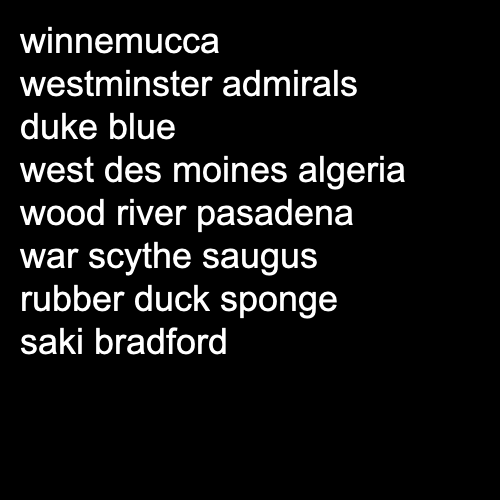 winnemucca
westminster admirals
duke blue
west des moines algeria
wood river pasadena
war scythe saugus
rubber duck sponge
saki bradford